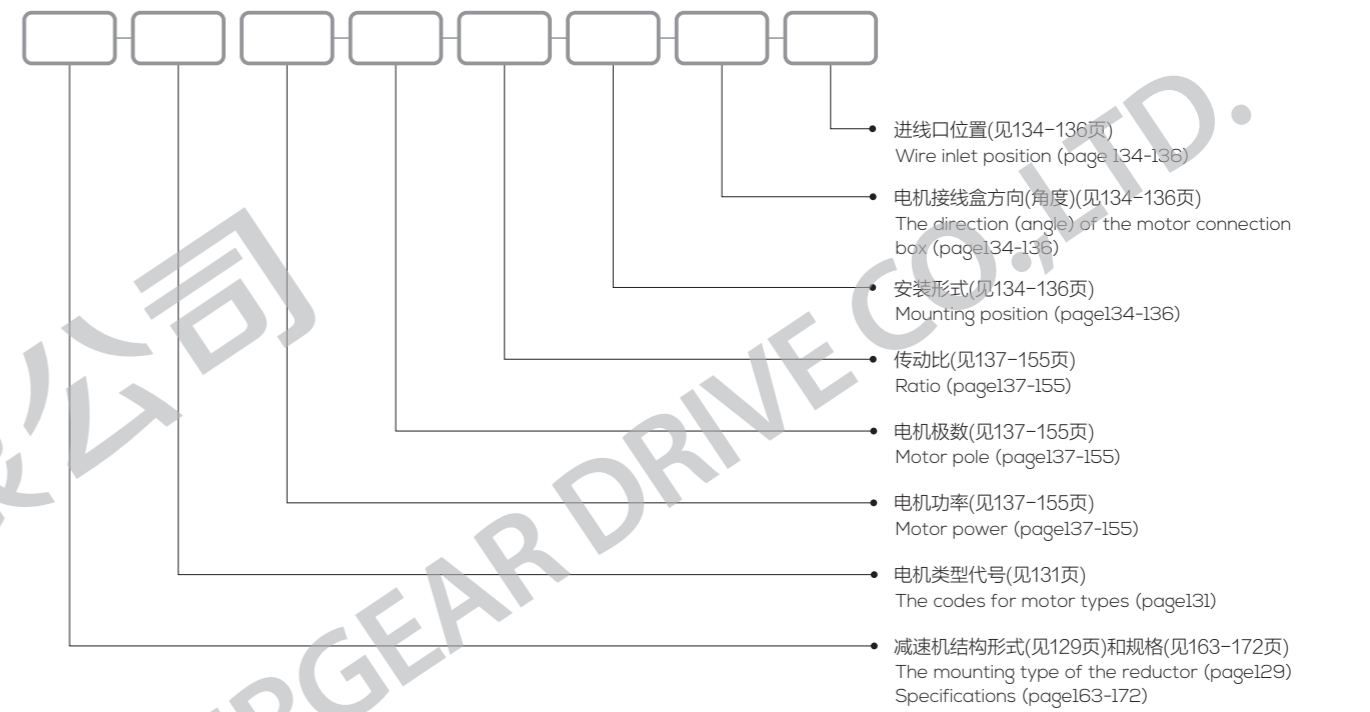 进线口位置(见134-136页)
Wire inlet position (page 134-136)
电机接线盒方向(角度)(见134-136页)
The direction (angle) of the motor connection
box (page134-136)
安装形式(见134-136页)
Mounting position (page134-136)
传动比(见137-155页)
Ratio (page137-155)
电机极数(见137-155页)
Motor pole (page137-155)
电机功率(见137-155页)
Motor power (page137-155)
电机类型代号(见131页)
The codes for motor types (page131)
减速机结构形式(见129页)和规格(见163-172页)
The mounting type of the reductor (page129)
Specifications (page163-172)
公司
GEAR DRIVE CO.,LTD.